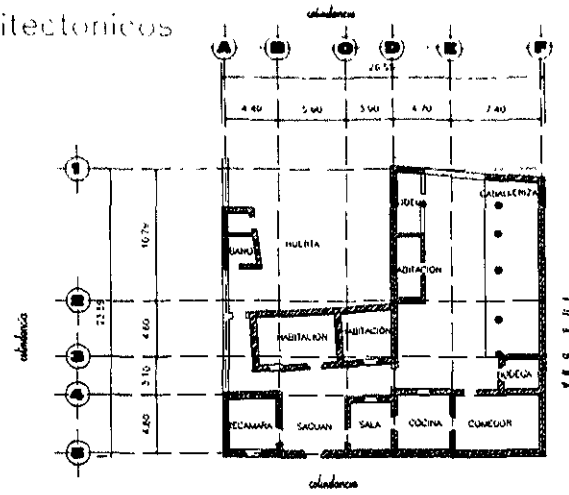 itectonicos
colindancia
A B C D E F
4.40 5.60 3.90 4.70 7.40
1
CABALLERIZA
BODEGA
10.79
BAÑO
HUERTA
HABITACION
2
4.60
HABITACION
HABITACION
colindancia
3
3.10
BODEGA
4
4.80
RECAMARA
SAGUAN
SALA
COCINA
COMEDOR
5
colindancia